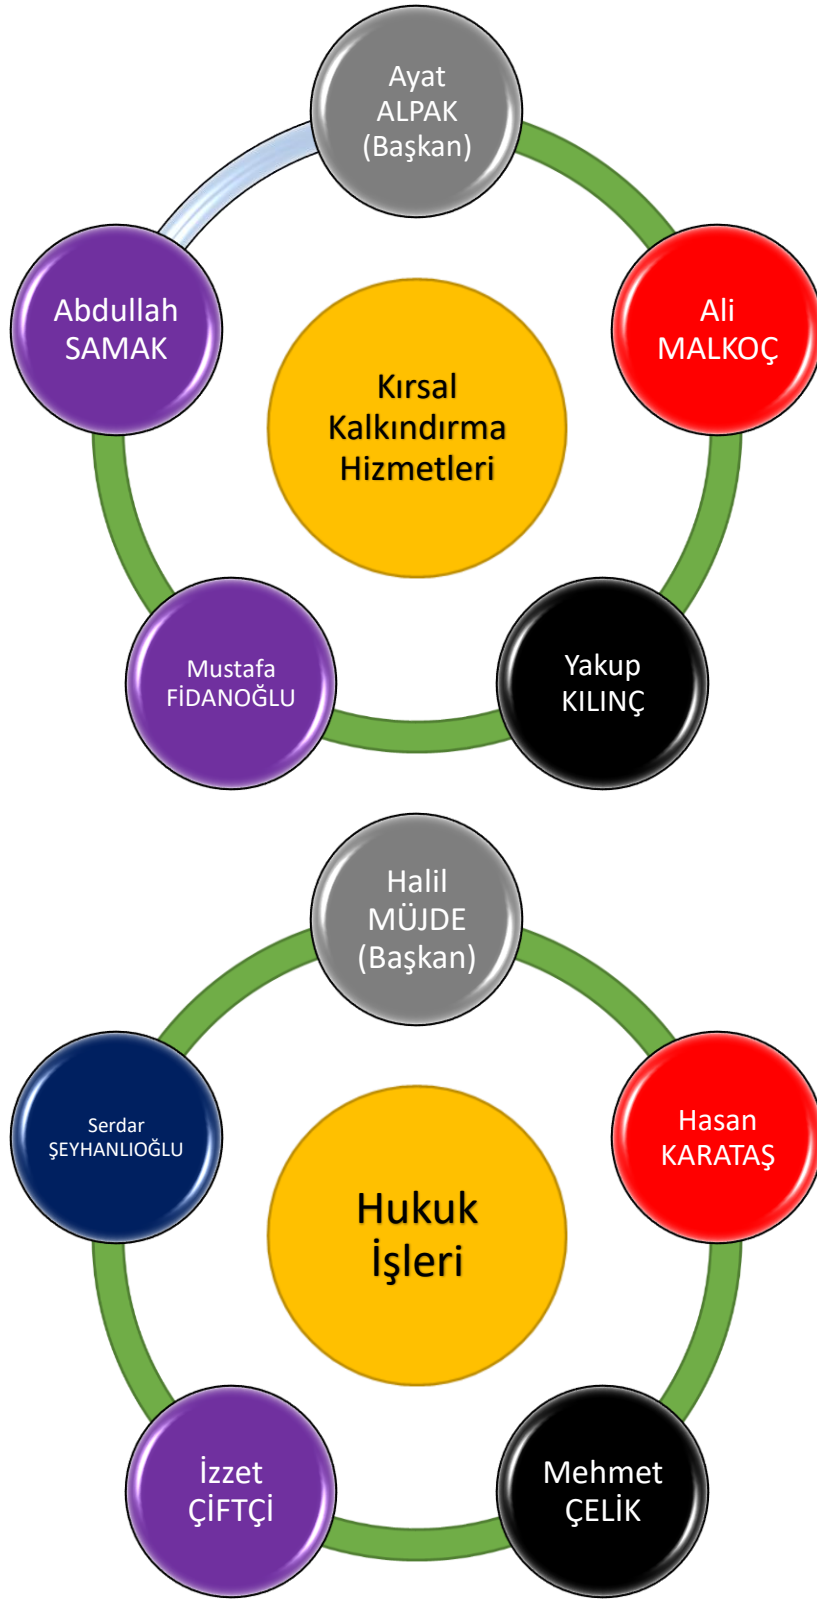 Ayat
ALPAK
(Başkan)
Ali
MALKOÇ
Yakup
KILINÇ
Mustafa
FİDANOĞLU
Abdullah
SAMAK
Kırsal
Kalkındırma
Hizmetleri
Halil
MÜJDE
(Başkan)
Hasan
KARATAŞ
Mehmet
ÇELİK
İzzet
ÇİFTÇİ
Serdar
ŞEYHANLIOĞLU
Hukuk
İşleri